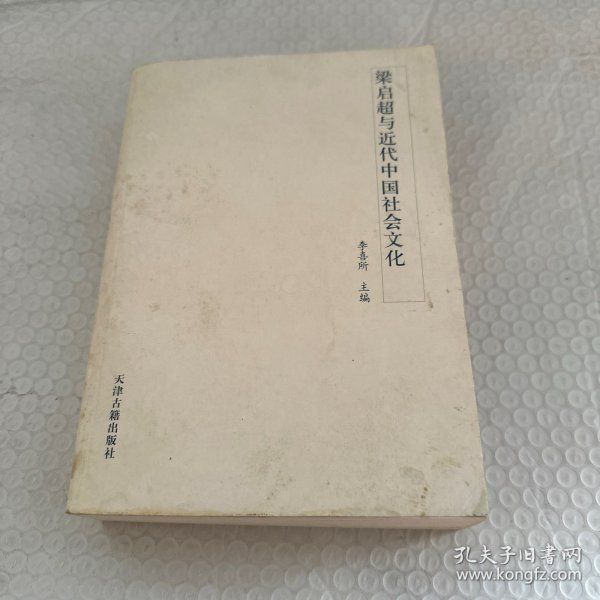 梁启超与近代中国社会文化
李喜所 主编
天津古籍出版社
孔夫子旧书网
www.kongfz.com